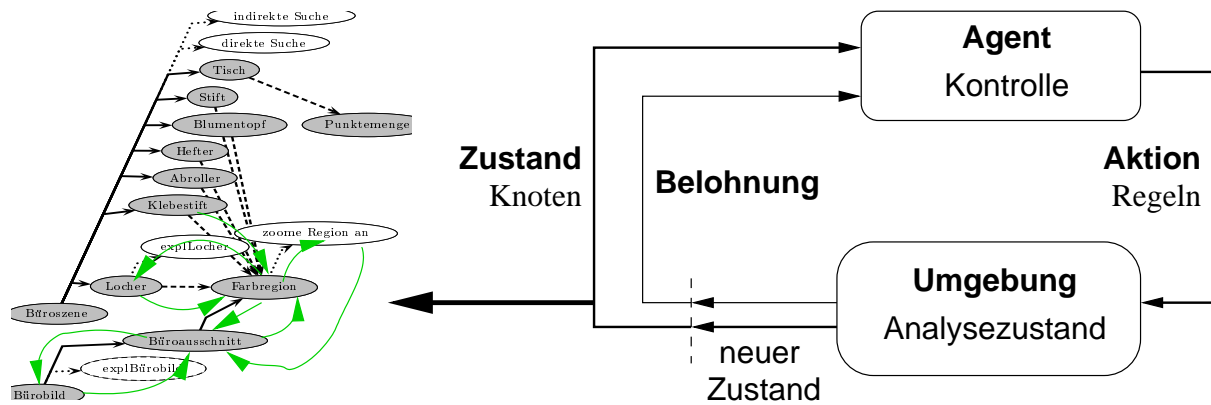 indirekte Suche
direkte Suche
Tisch
Stift
Blumentopf
Punktemenge
Hefter
Abroller
Klebestift
explLocher
zoome Region an
Locher
Farbregion
Büroszene
Büroausschnitt
explBürobild
Bürobild
Zustand
Knoten
Belohnung
Agent
Kontrolle
Aktion
Regeln
Umgebung
Analysezustand
neuer
Zustand